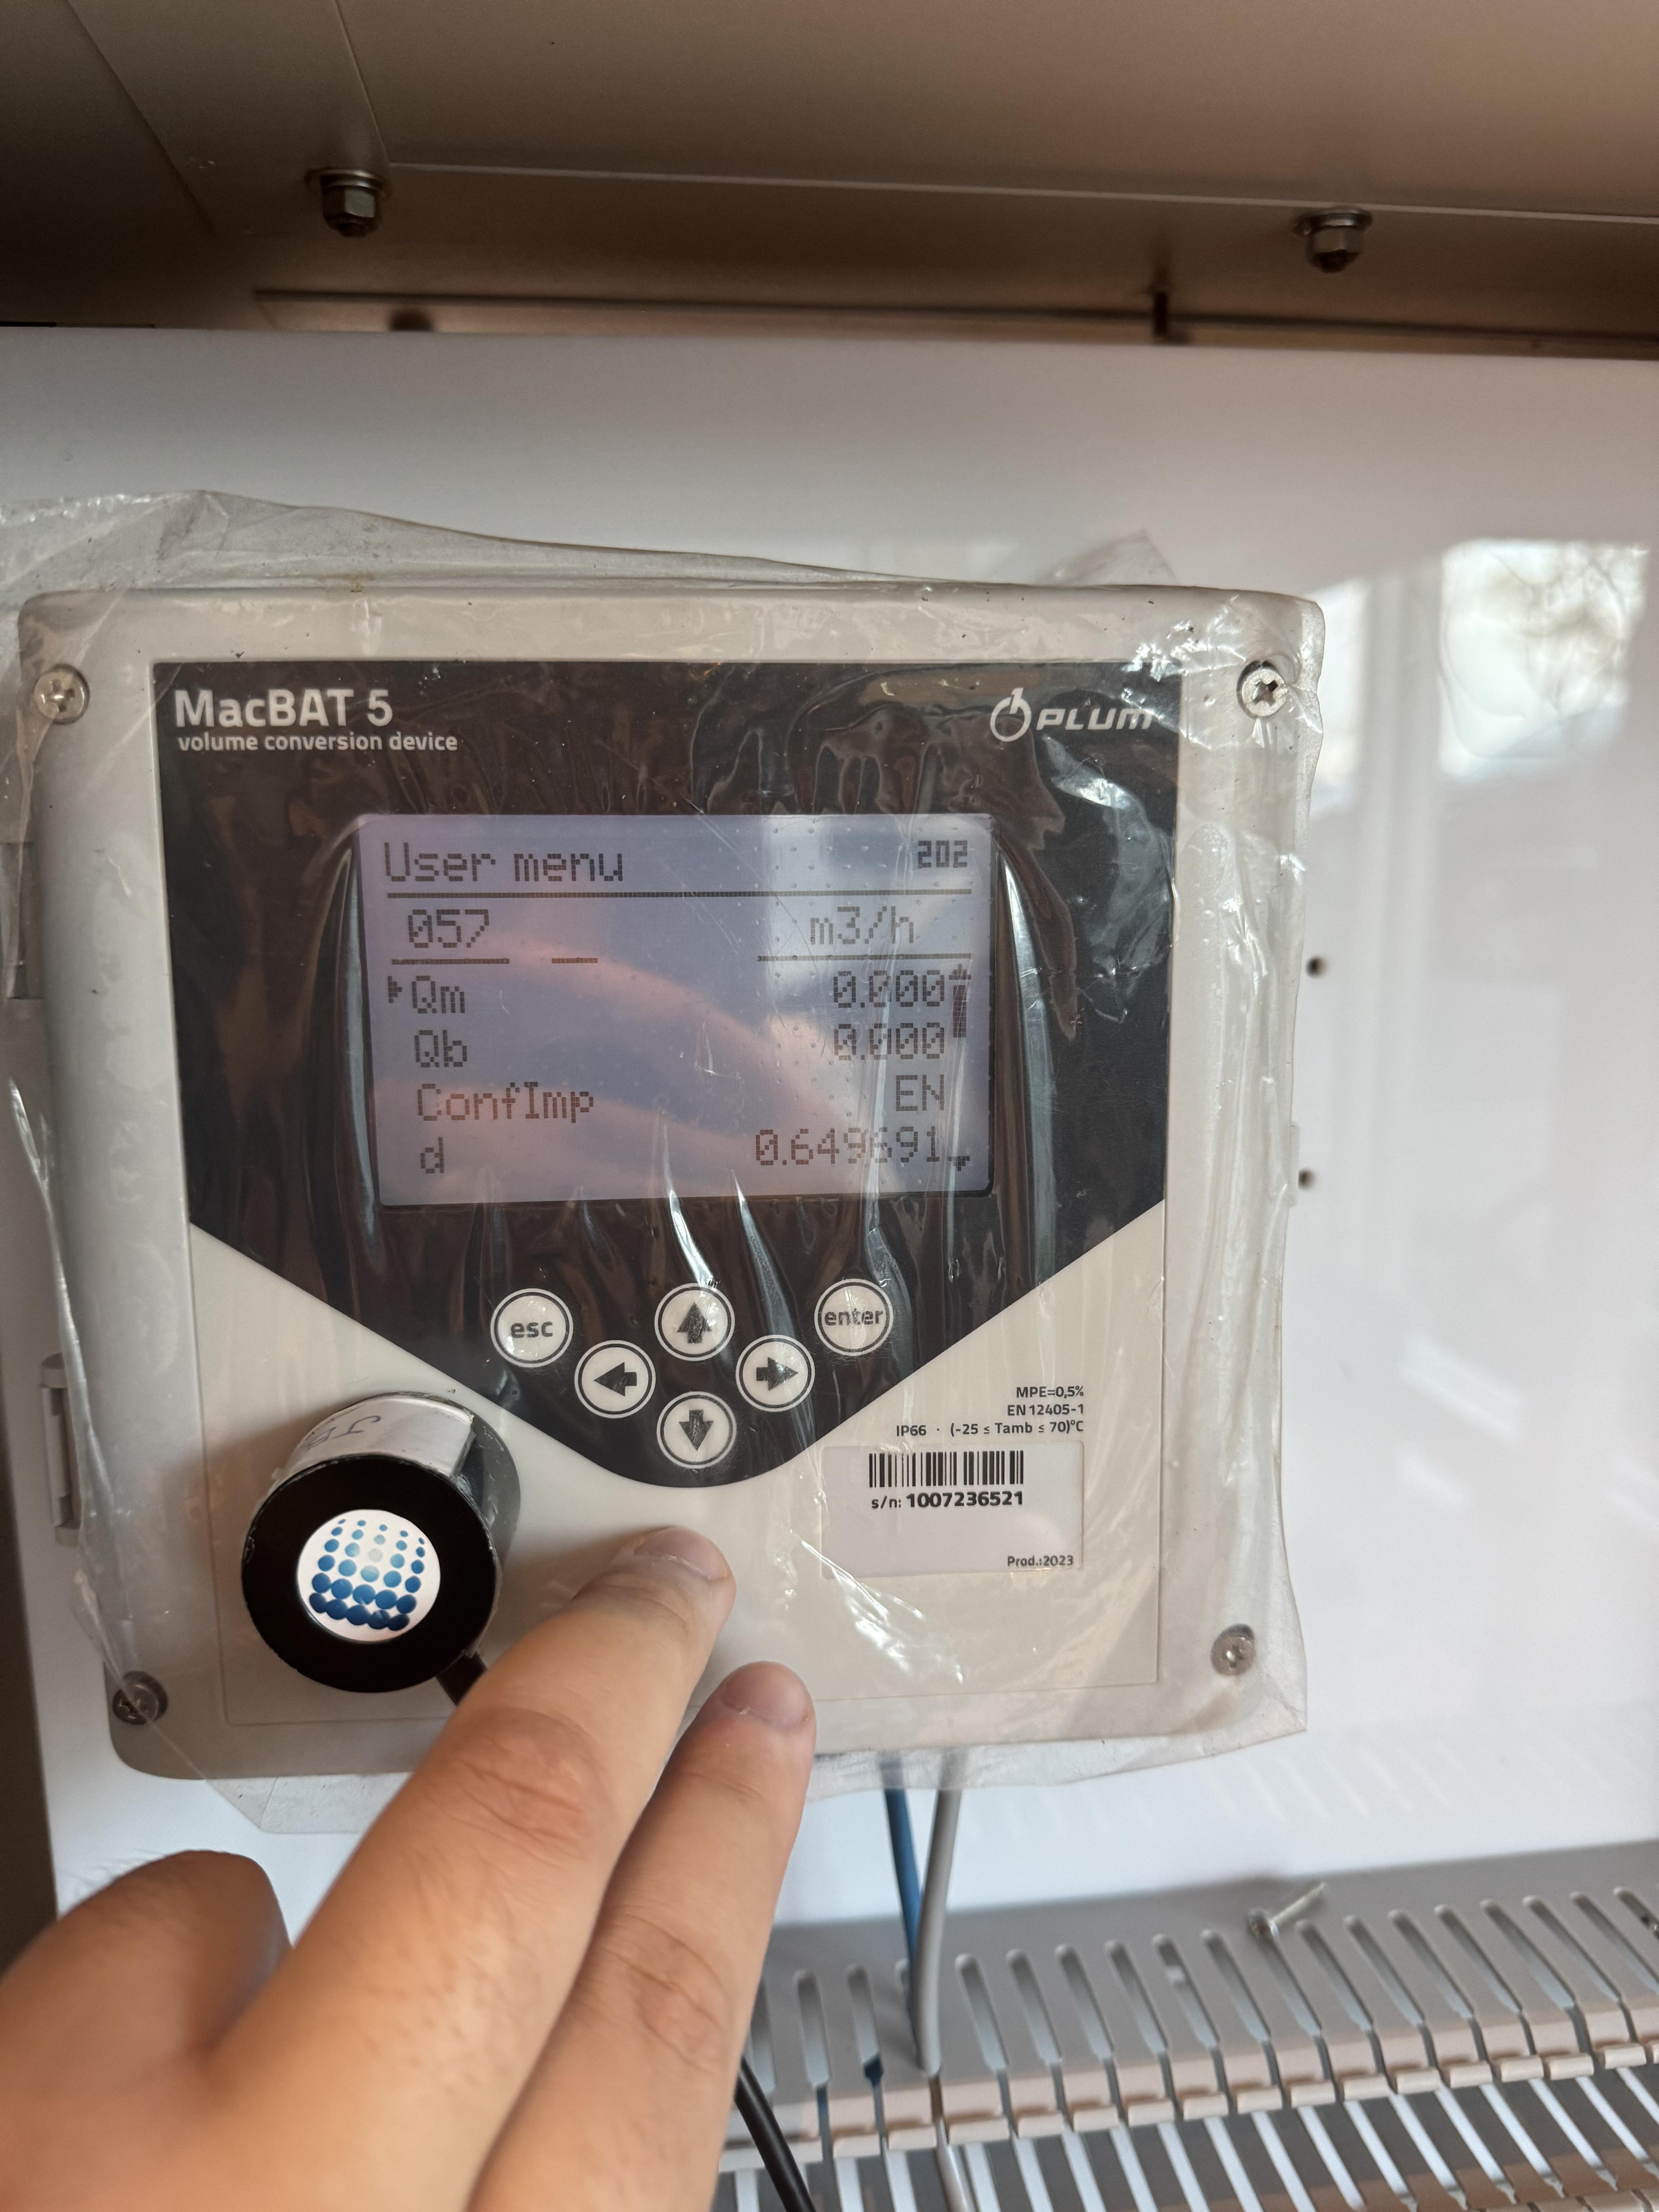 MacBAT 5
volume conversion device
PLUM
User menu 202
057 m3/h
Qm 0.000
Qb 0.000
ConfImp EN
d 0.649691
esc
enter
MPE=0,5%
EN 12405-1
IP66 · (-25 ≤ Tamb ≤ 70)°C
s/n: 1007236521
Prod.:2023